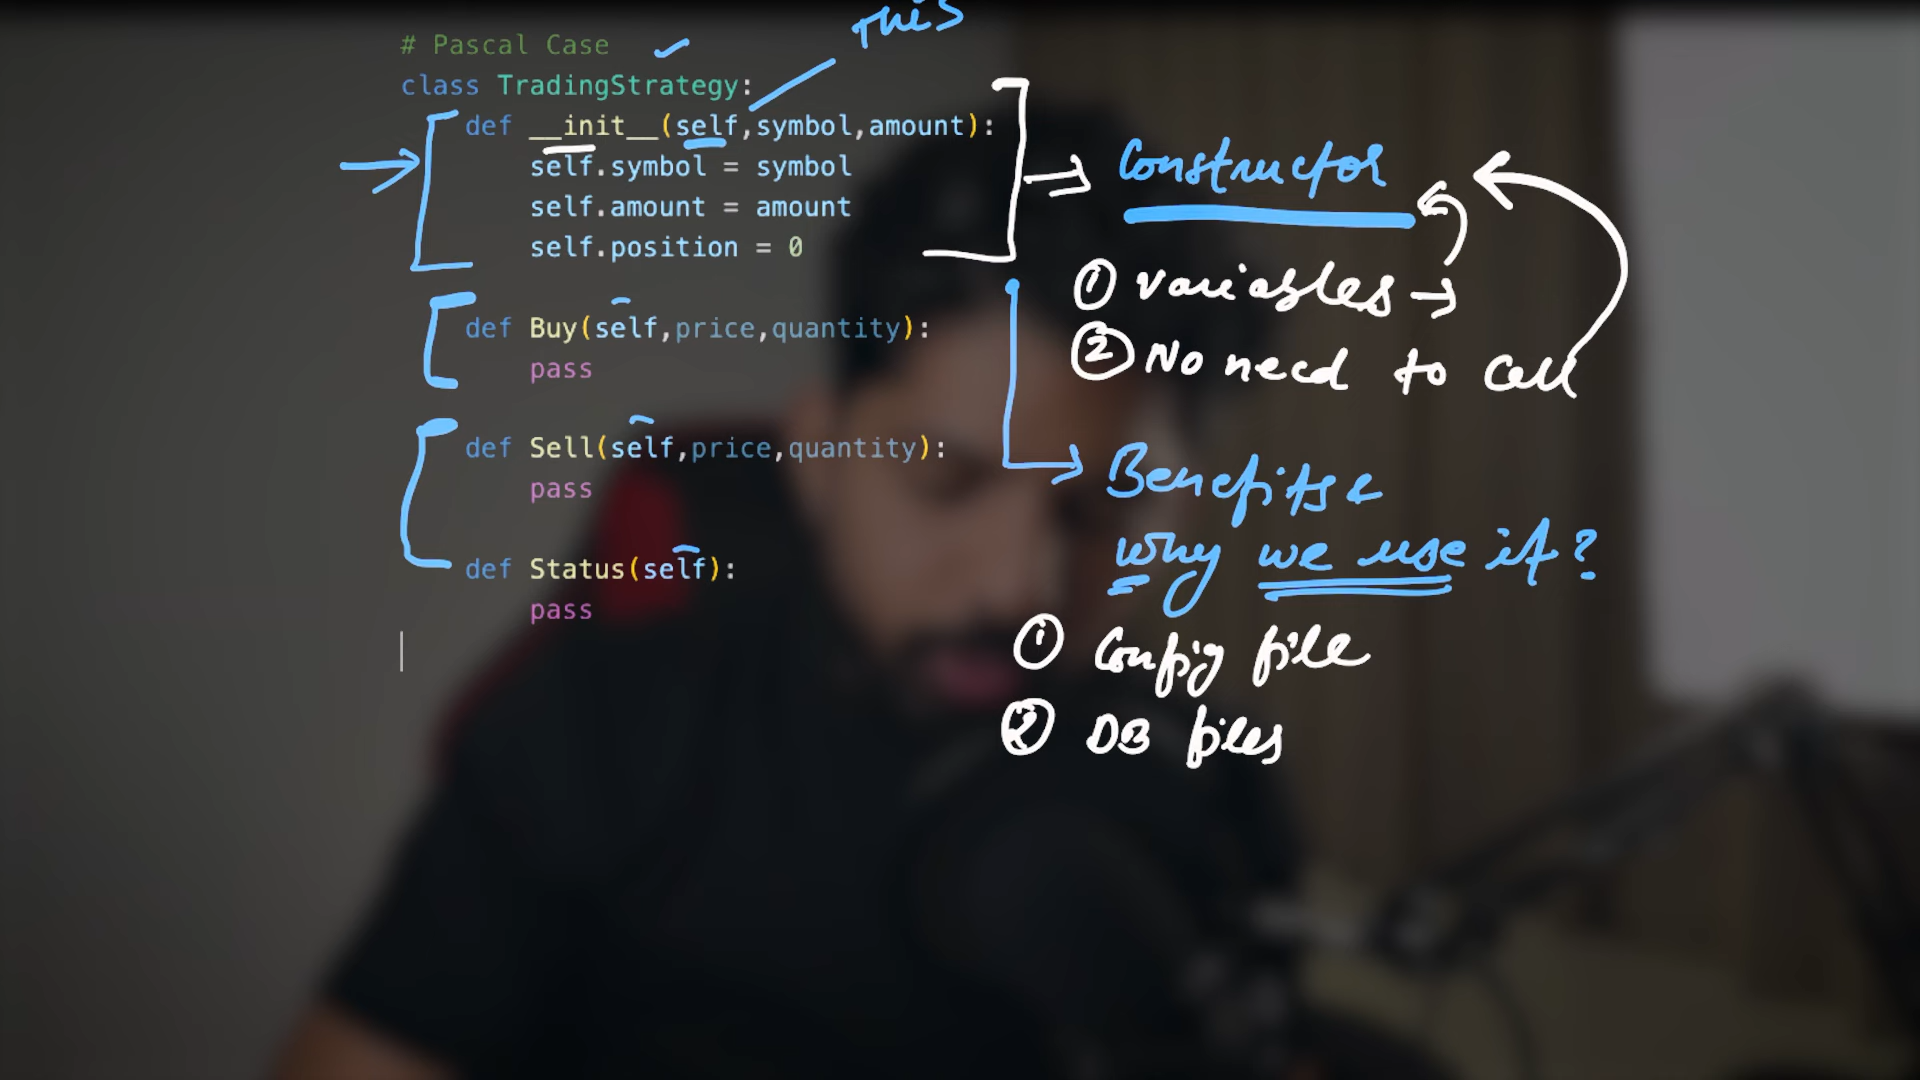 This
# Pascal Case
class TradingStrategy:
def __init__(self,symbol,amount):
self.symbol = symbol
self.amount = amount
self.position = 0
def Buy(self,price,quantity):
pass
def Sell(self,price,quantity):
pass
def Status(self):
pass
Constructor
① Variables →
② No need to call
Benefits &
why we use it?
① Config file
② DB files